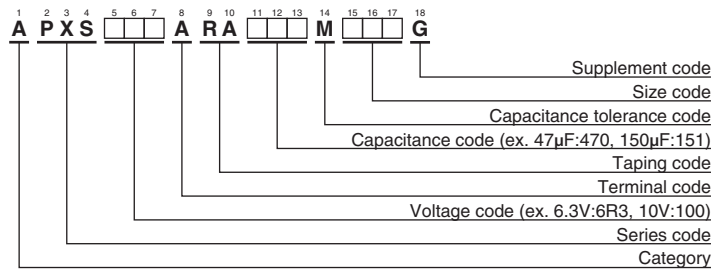 1 2 3 4 5 6 7 8 9 10 11 12 13 14 15 16 17 18
A PXS A RA M G
Supplement code
Size code
Capacitance tolerance code
Capacitance code (ex. 47µF:470, 150µF:151)
Taping code
Terminal code
Voltage code (ex. 6.3V:6R3, 10V:100)
Series code
Category